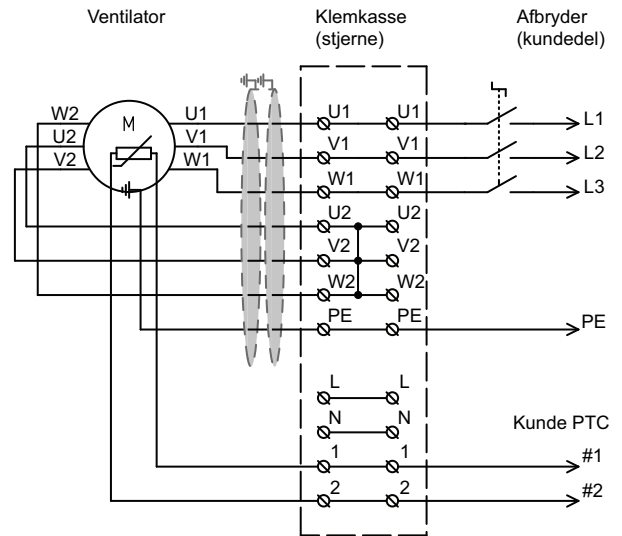 Ventilator
Klemkasse
(stjerne)
Afbryder
(kundedel)
W2
U2
V2
M
U1
V1
W1
U1 U1
V1 V1
W1 W1
U2 U2
V2 V2
W2 W2
PE PE
L L
N N
1 1
2 2
L1
L2
L3
PE
Kunde PTC
#1
#2